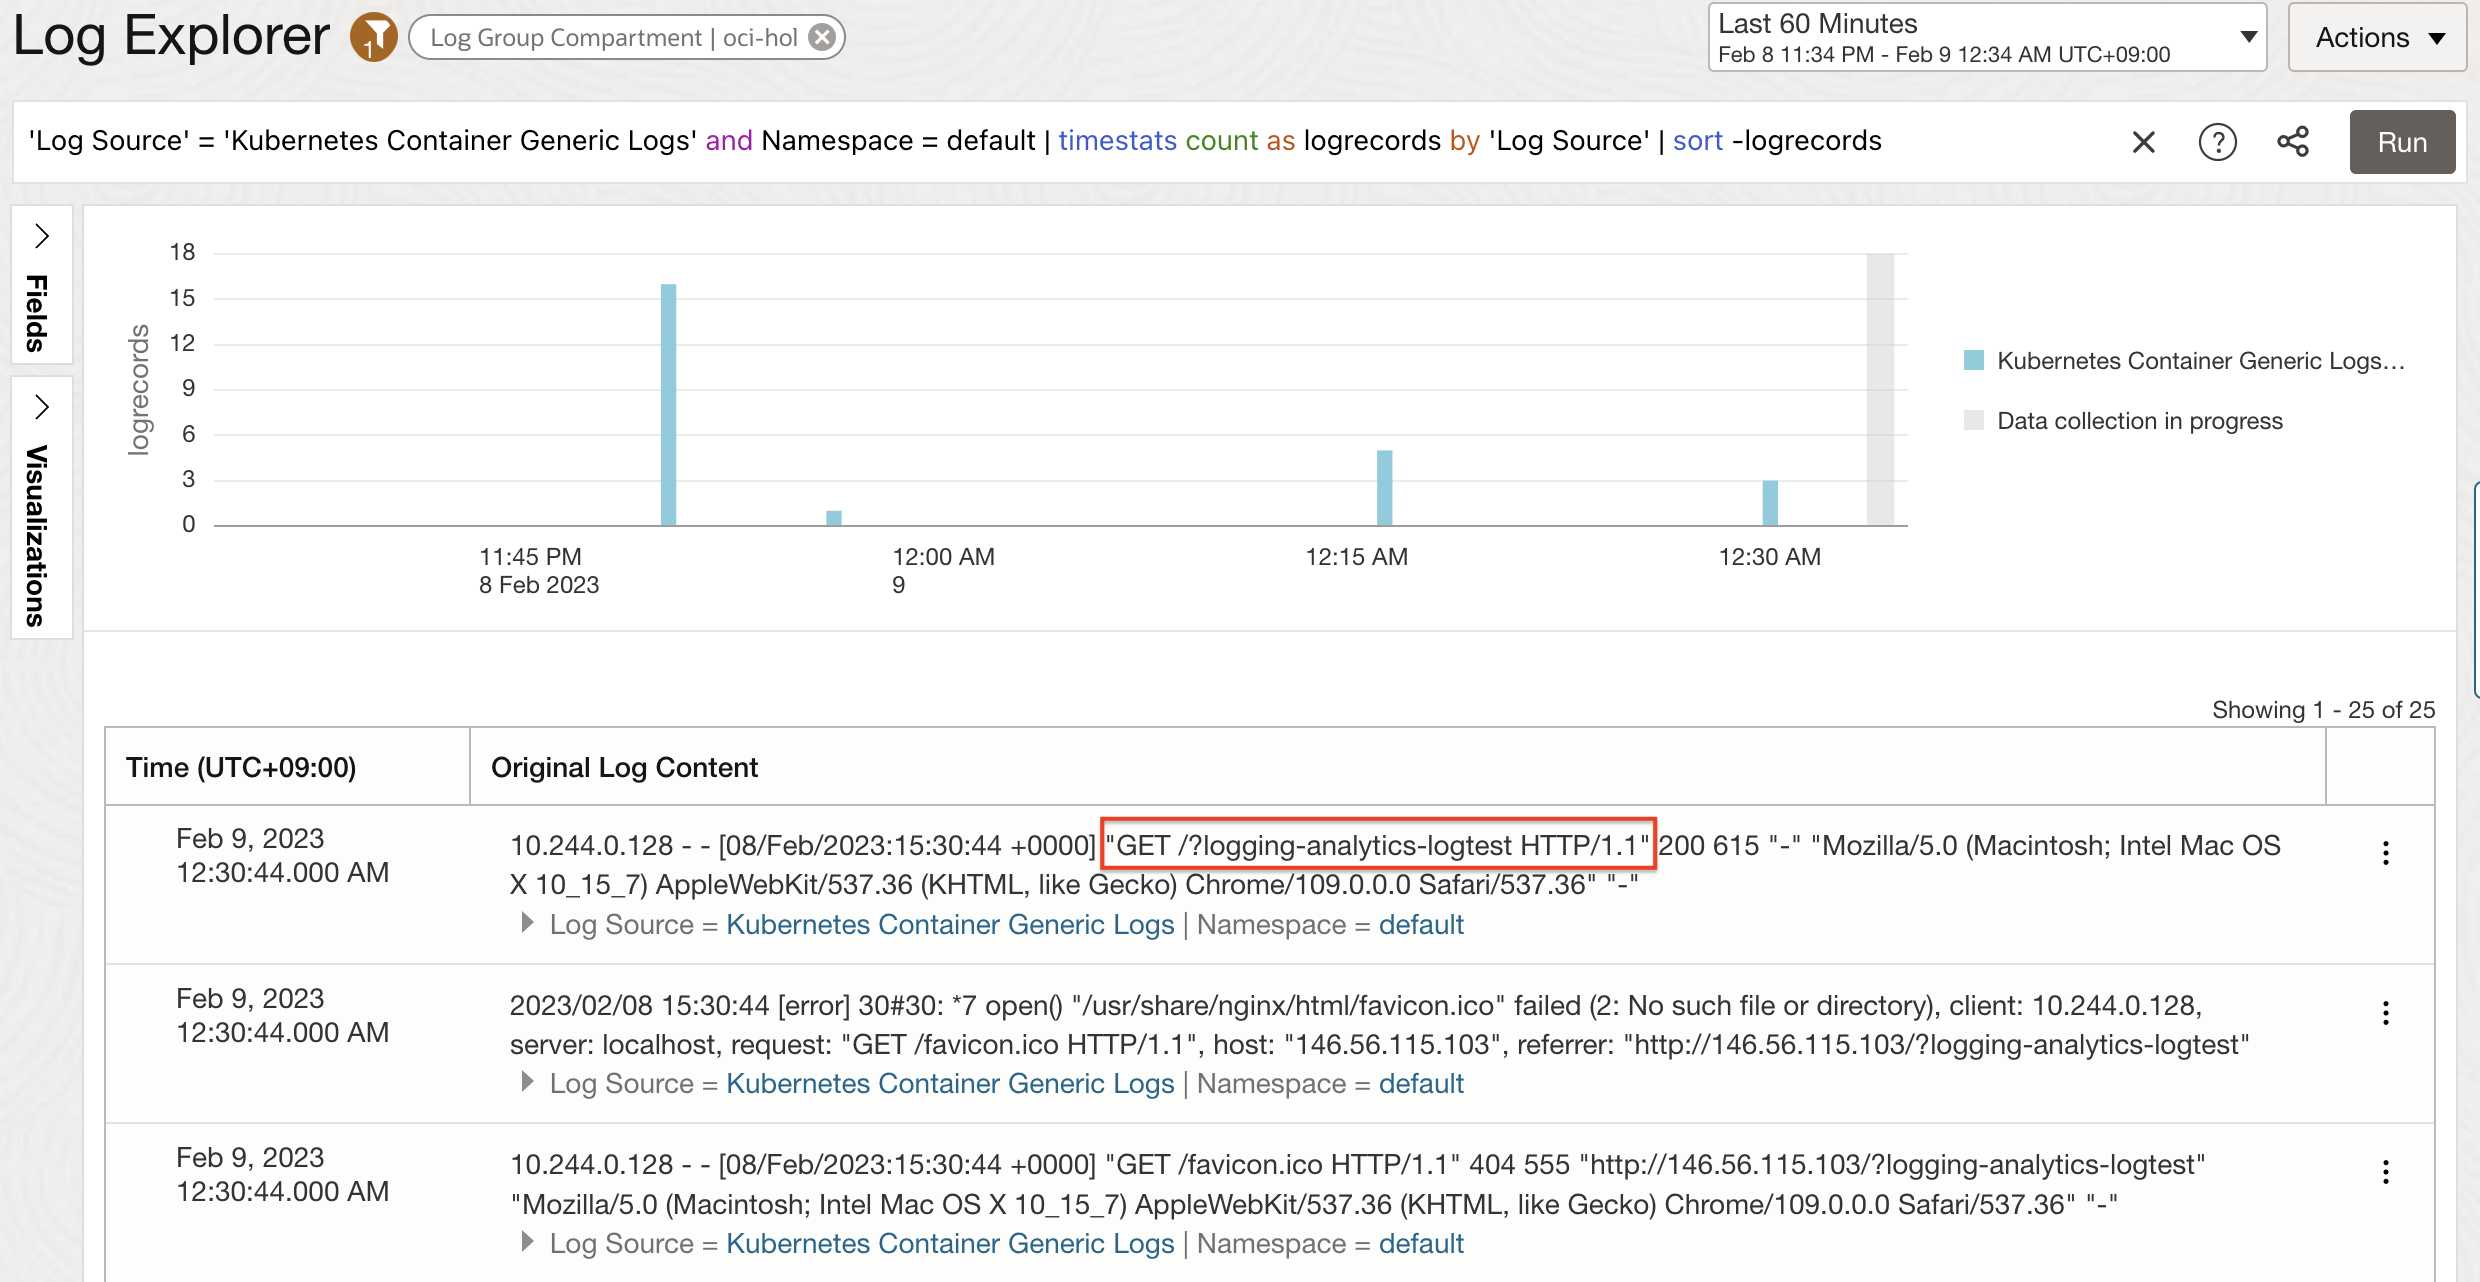 Log Explorer
1
Log Group Compartment | oci-hol
Last 60 Minutes
Feb 8 11:34 PM - Feb 9 12:34 AM UTC+09:00
Actions
'Log Source' = 'Kubernetes Container Generic Logs' and Namespace = default | timestats count as logrecords by 'Log Source' | sort -logrecords
?
Run
Fields
Visualizations
logrecords
18
15
12
9
6
3
0
11:45 PM
8 Feb 2023
12:00 AM
9
12:15 AM
12:30 AM
Kubernetes Container Generic Logs...
Data collection in progress
Showing 1 - 25 of 25
Time (UTC+09:00)
Original Log Content
Feb 9, 2023
12:30:44.000 AM
10.244.0.128 - - [08/Feb/2023:15:30:44 +0000] "GET /?logging-analytics-logtest HTTP/1.1" 200 615 "-" "Mozilla/5.0 (Macintosh; Intel Mac OS
X 10_15_7) AppleWebKit/537.36 (KHTML, like Gecko) Chrome/109.0.0.0 Safari/537.36" "-"
Log Source = Kubernetes Container Generic Logs | Namespace = default
Feb 9, 2023
12:30:44.000 AM
2023/02/08 15:30:44 [error] 30#30: *7 open() "/usr/share/nginx/html/favicon.ico" failed (2: No such file or directory), client: 10.244.0.128,
server: localhost, request: "GET /favicon.ico HTTP/1.1", host: "146.56.115.103", referrer: "http://146.56.115.103/?logging-analytics-logtest"
Log Source = Kubernetes Container Generic Logs | Namespace = default
Feb 9, 2023
12:30:44.000 AM
10.244.0.128 - - [08/Feb/2023:15:30:44 +0000] "GET /favicon.ico HTTP/1.1" 404 555 "http://146.56.115.103/?logging-analytics-logtest"
"Mozilla/5.0 (Macintosh; Intel Mac OS X 10_15_7) AppleWebKit/537.36 (KHTML, like Gecko) Chrome/109.0.0.0 Safari/537.36" "-"
Log Source = Kubernetes Container Generic Logs | Namespace = default